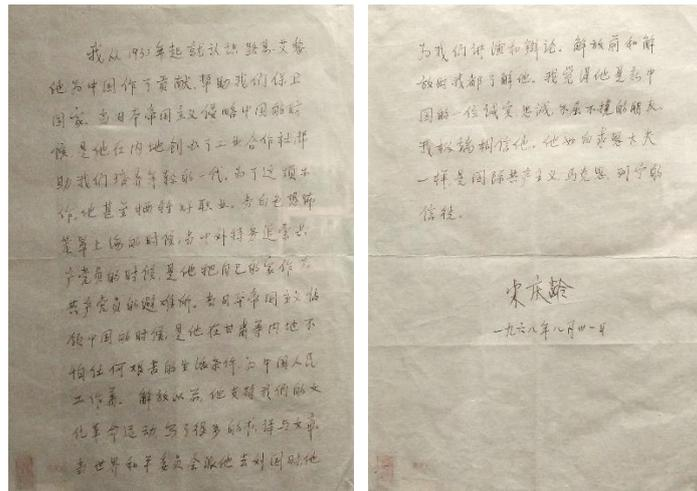 我从1933年起就认识路易.艾黎
他为中国作了贡献,帮助我们保卫
国家。当日本帝国主义侵略中国的时
候,是他在内地创办了工业合作社帮
助我们培养年轻的一代。为了这项工
作,他甚至牺牲了职业。当白色恐怖
笼罩上海的时候,当中外特务追索共
产党员的时候,是他把自己的家作为
共产党员的避难所。当日本帝国主义占
领中国的时候,是他在甘肃等内地不
怕任何艰苦的生活条件,为中国人民
工作着。解放以后,他支持我们的文
化革命运动,写了很多的书译与文章。
当世界和平委员会派他去别国时,他
为我们讲演和辩论。解放前和解
放时我都了解他。我觉得他是新中
国的一位诚实、忠诚、不屈不挠的朋友
我极端相信他。他如白求恩大夫
一样是国际共产主义,马克思、列宁的
信徒。
宋庆龄
一九六八年八月卅一日